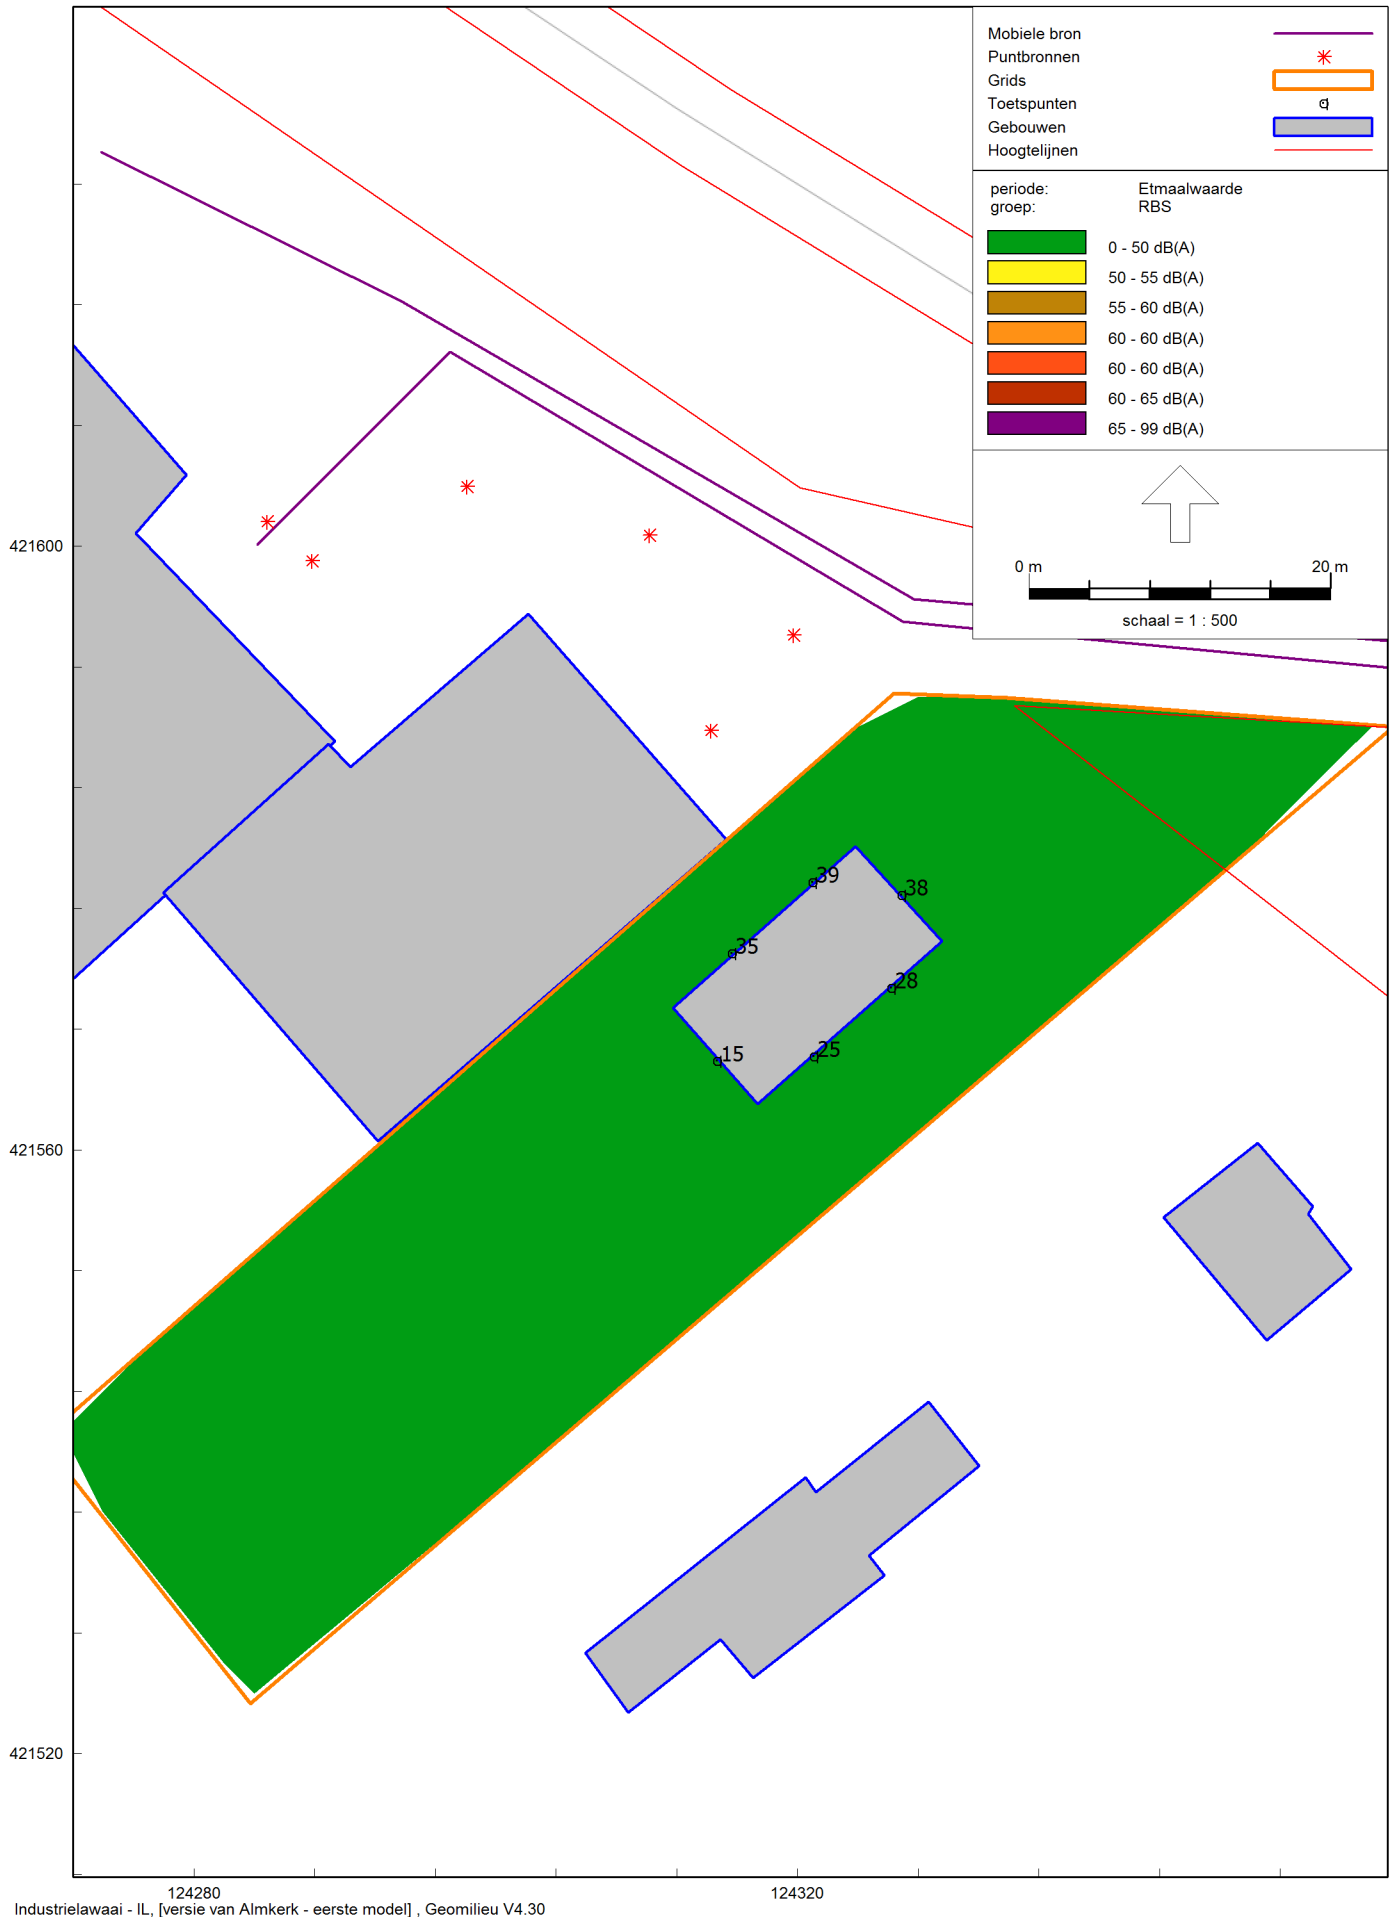 Mobiele bron
Puntbronnen
Grids
Toetspunten
Gebouwen
Hoogtelijnen
periode: Etmaalwaarde
groep: RBS
0 - 50 dB(A)
50 - 55 dB(A)
55 - 60 dB(A)
60 - 60 dB(A)
60 - 60 dB(A)
60 - 65 dB(A)
65 - 99 dB(A)
0 m 20 m
schaal = 1 : 500
421600
39
38
35
28
15
25
421560
421520
124280 124320
Industrielawaai - IL, [versie van Almkerk - eerste model] , Geomilieu V4.30